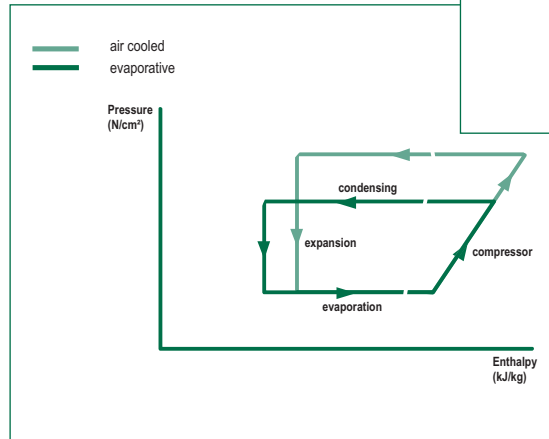 air cooled
evaporative
Pressure
(N/cm²)
condensing
expansion
compressor
evaporation
Enthalpy
(kJ/kg)